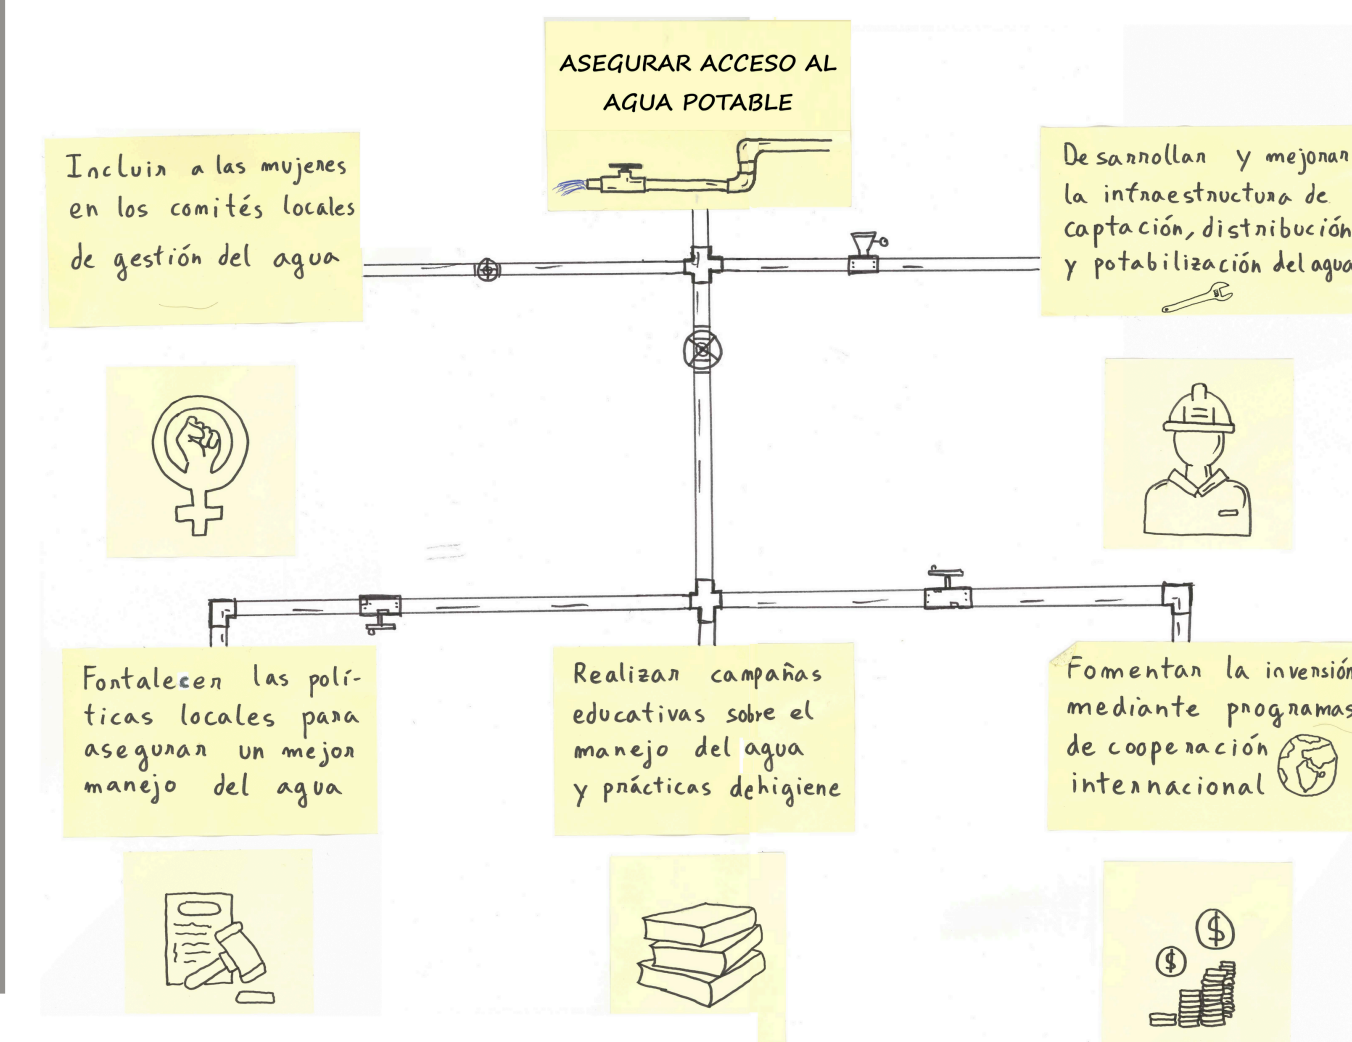 ASEGURAR ACCESO AL
AGUA POTABLE
Incluir a las mujeres
en los comités locales
de gestión del agua
Desarrollar y mejorar
la infraestructura de
captación, distribución
y potabilización del agua
Fortalecer las polí-
ticas locales para
asegurar un mejor
manejo del agua
Realizar campañas
educativas sobre el
manejo del agua
y prácticas de higiene
Fomentar la inversión
mediante programas
de cooperación
internacional
$
$